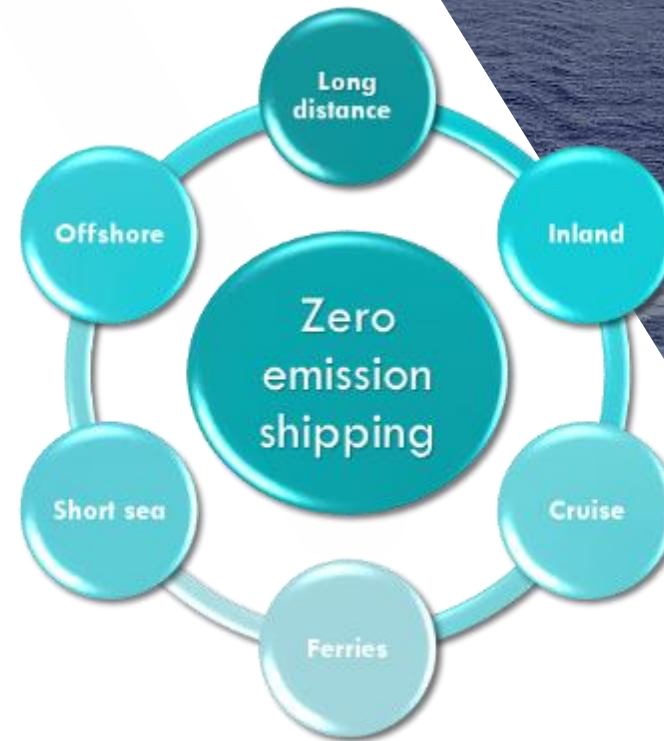 Long
distance
Offshore
Inland
Zero
emission
shipping
Short sea
Cruise
Ferries